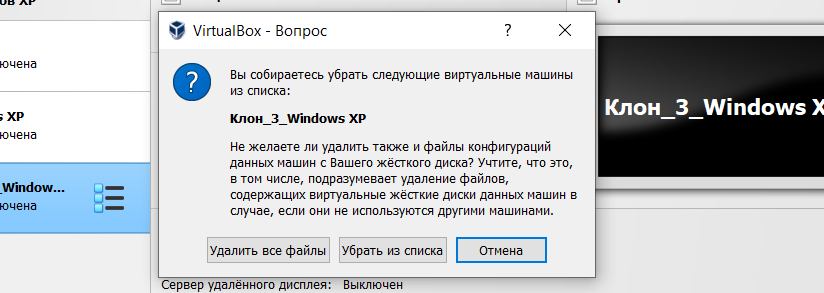 ов XP
VirtualBox - Вопрос
?
Вы собираетесь убрать следующие виртуальные машины
из списка:
Клон_3_Windows XP
Не желаете ли удалить также и файлы конфигураций
данных машин с Вашего жёсткого диска? Учтите, что это,
в том числе, подразумевает удаление файлов,
содержащих виртуальные жёсткие диски данных машин в
случае, если они не используются другими машинами.
Удалить все файлы
Убрать из списка
Отмена
ючена
s XP
ючена
_Window...
ючена
Клон_3_Windows X
Сервер удалённого дисплея: Выключен